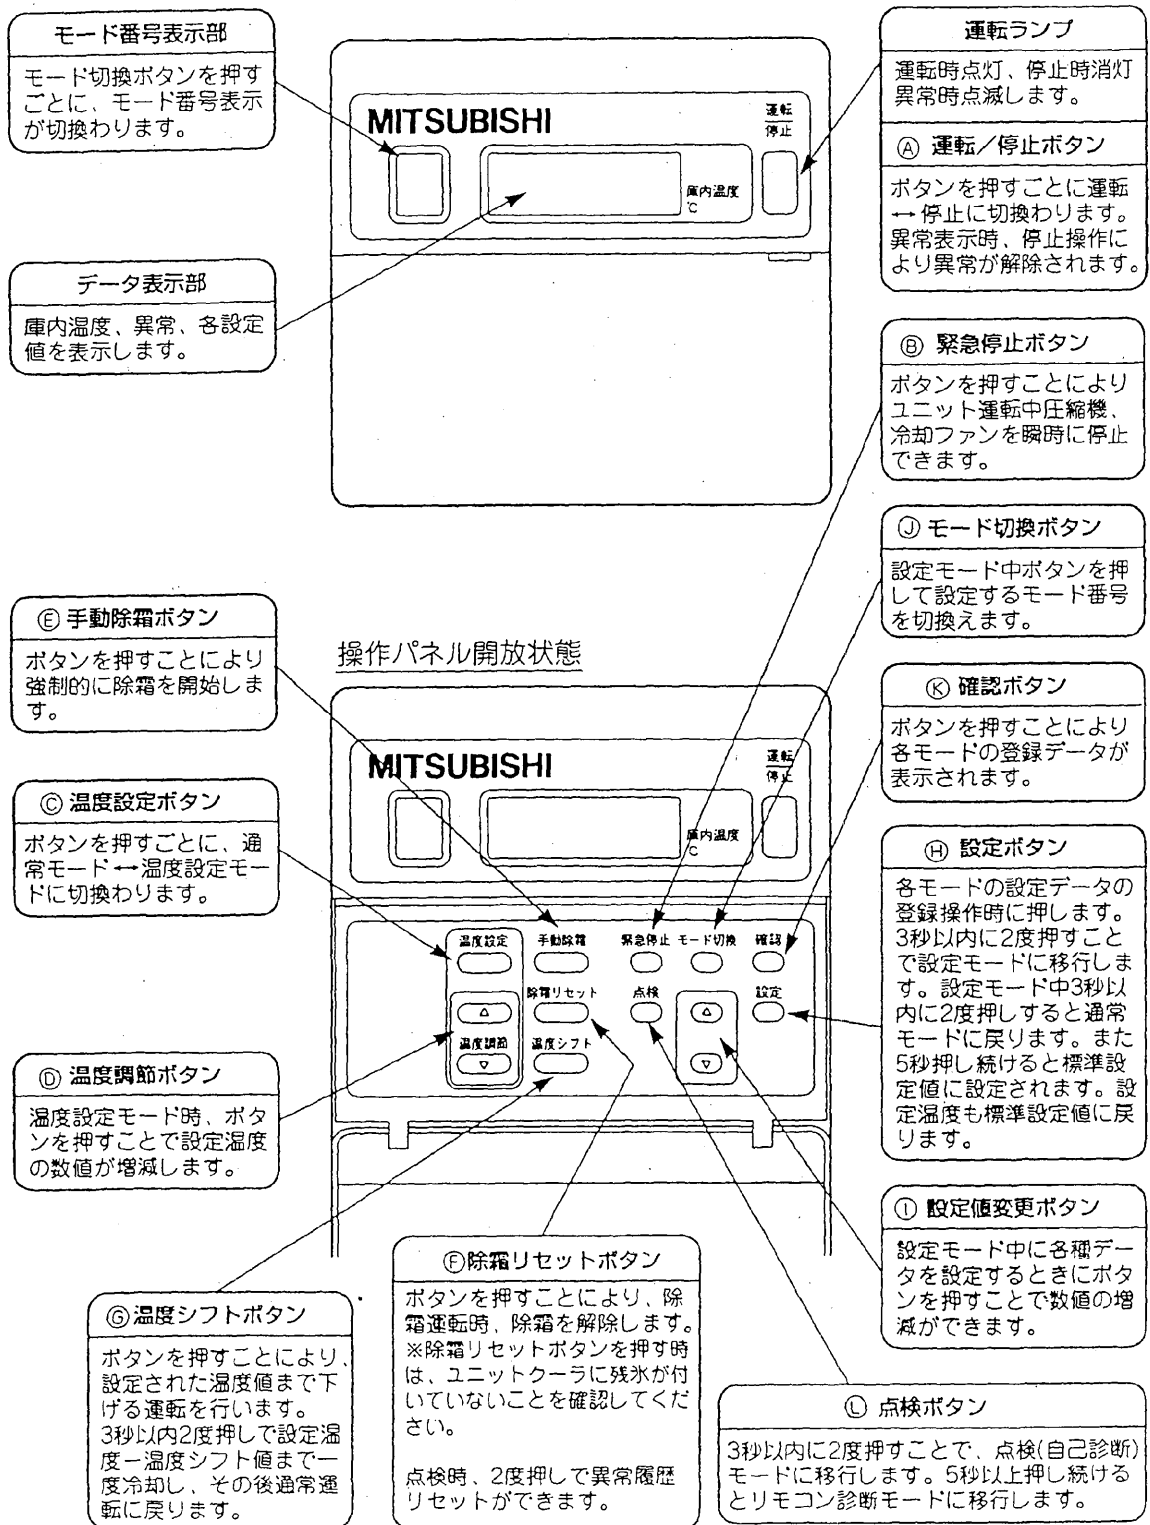 モード番号表示部
モード切換ボタンを押す
ごとに、モード番号表示
が切換わります。
データ表示部
庫内温度、異常、各設定
値を表示します。
MITSUBISHI
運転
停止
庫内温度
℃
運転ランプ
運転時点灯、停止時消灯
異常時点滅します。
Ⓐ 運転／停止ボタン
ボタンを押すごとに運転
↔停止に切換わります。
異常表示時、停止操作に
より異常が解除されます。
Ⓑ 緊急停止ボタン
ボタンを押すことにより
ユニット運転中圧縮機、
冷却ファンを瞬時に停止
できます。
Ⓙ モード切換ボタン
設定モード中ボタンを押
して設定するモード番号
を切換えます。
Ⓚ 確認ボタン
ボタンを押すことにより
各モードの登録データが
表示されます。
Ⓗ 設定ボタン
各モードの設定データの
登録操作時に押します。
3秒以内に2度押すこと
で設定モードに移行しま
す。設定モード中3秒以
内に2度押しすると通常
モードに戻ります。また
5秒押し続けると標準設
定値に設定されます。設
定温度も標準設定値に戻
ります。
Ⓘ 設定値変更ボタン
設定モード中に各種デー
タを設定するときにボタ
ンを押すことで数値の増
減ができます。
Ⓔ 手動除霜ボタン
ボタンを押すことにより
強制的に除霜を開始しま
す。
Ⓒ 温度設定ボタン
ボタンを押すごとに、通
常モード↔温度設定モー
ドに切換わります。
Ⓓ 温度調節ボタン
温度設定モード時、ボタ
ンを押すことで設定温度
の数値が増減します。
操作パネル開放状態
MITSUBISHI
運転
停止
庫内温度
℃
温度設定 手動除霜 緊急停止 モード切換 確認
除霜リセット 点検 設定
温度調節 温度シフト
Ⓖ 温度シフトボタン
ボタンを押すことにより、
設定された温度値まで下
げる運転を行います。
3秒以内2度押しで設定温
度－温度シフト値まで一
度冷却し、その後通常運
転に戻ります。
Ⓕ 除霜リセットボタン
ボタンを押すことにより、除
霜運転時、除霜を解除します。
※除霜リセットボタンを押す時
は、ユニットクーラに残氷が付
いていないことを確認してくだ
さい。
点検時、2度押しで異常履歴
リセットができます。
Ⓛ 点検ボタン
3秒以内に2度押すことで、点検(自己診断)
モードに移行します。5秒以上押し続ける
とリモコン診断モードに移行します。